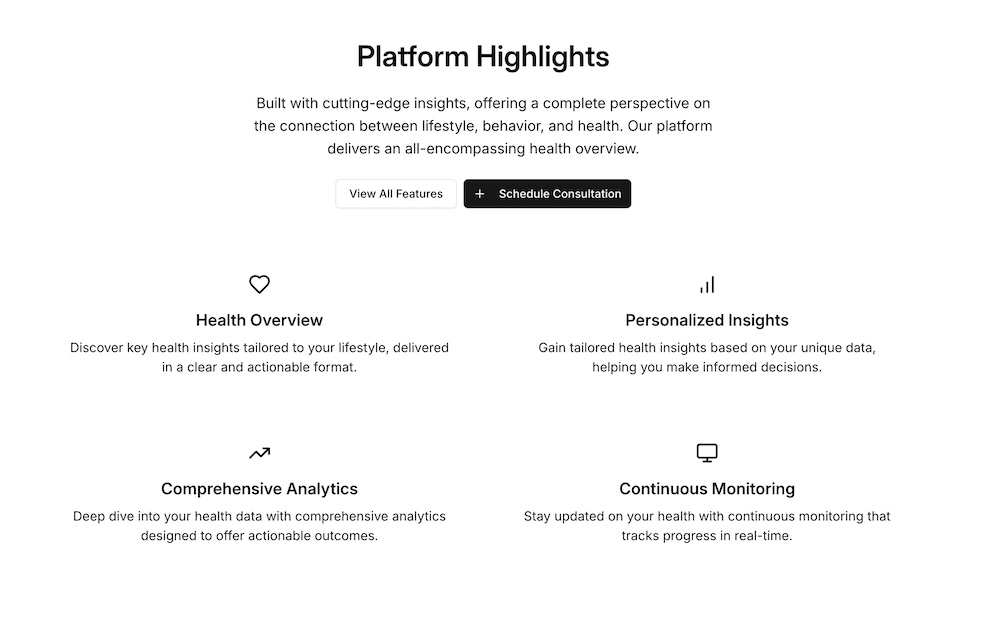 Platform Highlights
Built with cutting-edge insights, offering a complete perspective on
the connection between lifestyle, behavior, and health. Our platform
delivers an all-encompassing health overview.
View All Features
+ Schedule Consultation
Health Overview
Discover key health insights tailored to your lifestyle, delivered
in a clear and actionable format.
Personalized Insights
Gain tailored health insights based on your unique data,
helping you make informed decisions.
Comprehensive Analytics
Deep dive into your health data with comprehensive analytics
designed to offer actionable outcomes.
Continuous Monitoring
Stay updated on your health with continuous monitoring that
tracks progress in real-time.